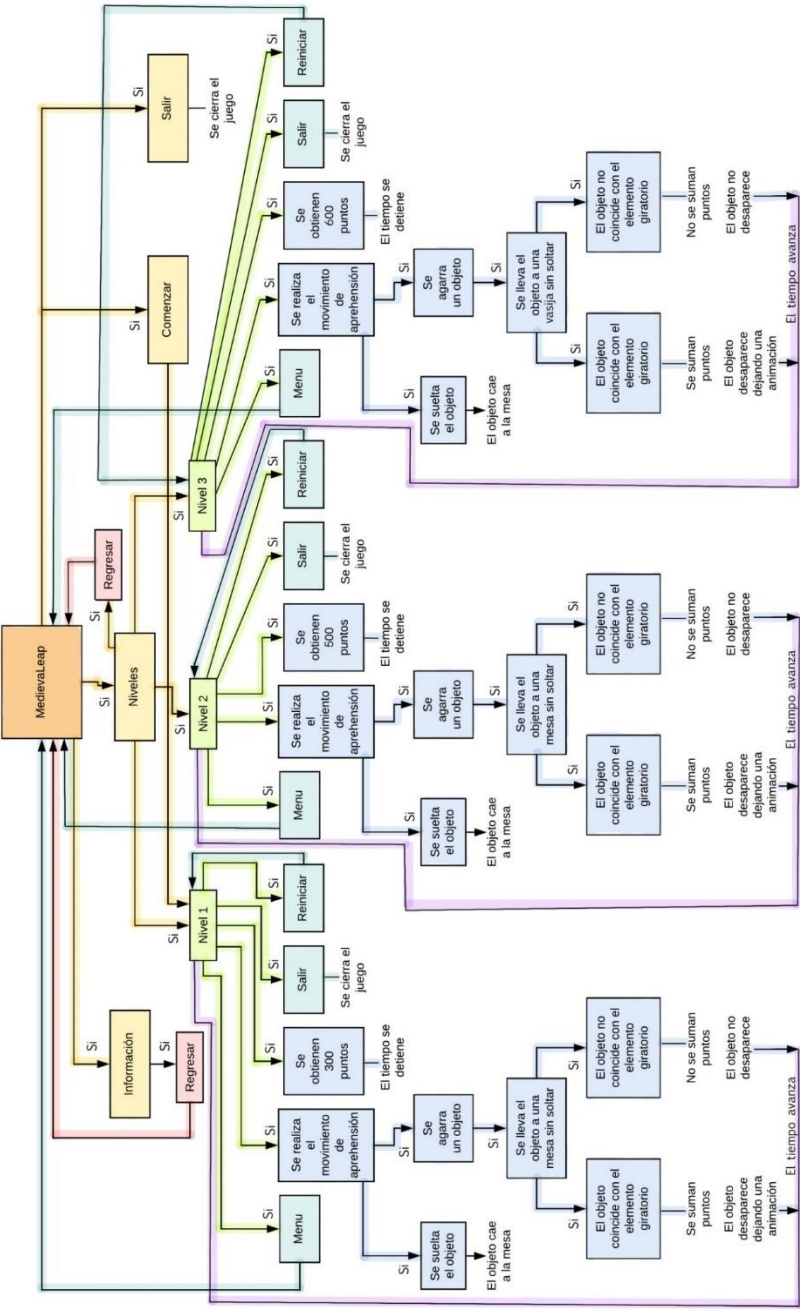 MedievaLeap
Si
Información
Si
Regresar
Si
Niveles
Si
Regresar
Si
Comenzar
Si
Salir
Se cierra el
juego
Si
Nivel 1
Si
Menu
Si
Se realiza
el
movimiento
de
aprehensión
Si
Se obtienen
300
puntos
El tiempo se
detiene
Si
Salir
Se cierra el
juego
Si
Reiniciar
Si
Se suelta
el objeto
El objeto cae
a la mesa
Si
Se
agarra
un objeto
Si
Se lleva el
objeto a una
mesa sin soltar
Si
El objeto
coincide con el
elemento
giratorio
Se suman
puntos
El objeto
desaparece
dejando una
animación
Si
El objeto no
coincide con el
elemento
giratorio
No se suman
puntos
El objeto no
desaparece
El tiempo avanza
Si
Nivel 2
Si
Menu
Si
Se realiza
el
movimiento
de
aprehensión
Si
Se
obtienen
500
puntos
El tiempo se
detiene
Si
Salir
Se cierra el
juego
Si
Reiniciar
Si
Se suelta
el objeto
El objeto cae
a la mesa
Si
Se
agarra
un objeto
Si
Se lleva el
objeto a una
mesa sin soltar
Si
El objeto
coincide con el
elemento
giratorio
Se suman
puntos
El objeto
desaparece
dejando una
animación
Si
El objeto no
coincide con el
elemento
giratorio
No se suman
puntos
El objeto no
desaparece
El tiempo avanza
Si
Nivel 3
Si
Menu
Si
Se realiza
el
movimiento
de
aprehensión
Si
Se
obtienen
600
puntos
El tiempo se
detiene
Si
Salir
Se cierra el
juego
Si
Reiniciar
Si
Se suelta
el objeto
El objeto cae
a la mesa
Si
Se
agarra
un objeto
Si
Se lleva el
objeto a una
vasija sin soltar
Si
El objeto
coincide con el
elemento
giratorio
Se suman
puntos
El objeto
desaparece
dejando una
animación
Si
El objeto no
coincide con el
elemento
giratorio
No se suman
puntos
El objeto no
desaparece
El tiempo avanza